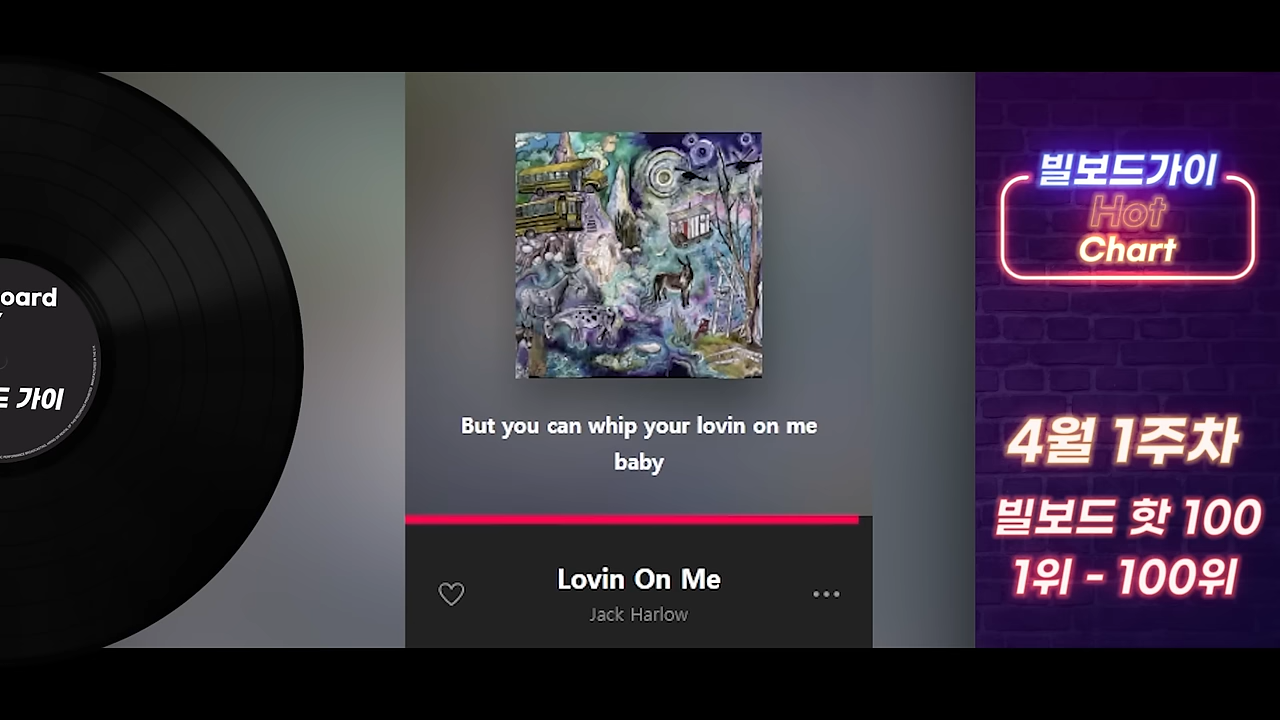 oard
드 가이
But you can whip your lovin on me
baby
Lovin On Me
Jack Harlow
빌보드가이
Hot
Chart
4월 1주차
빌보드 핫 100
1위 - 100위